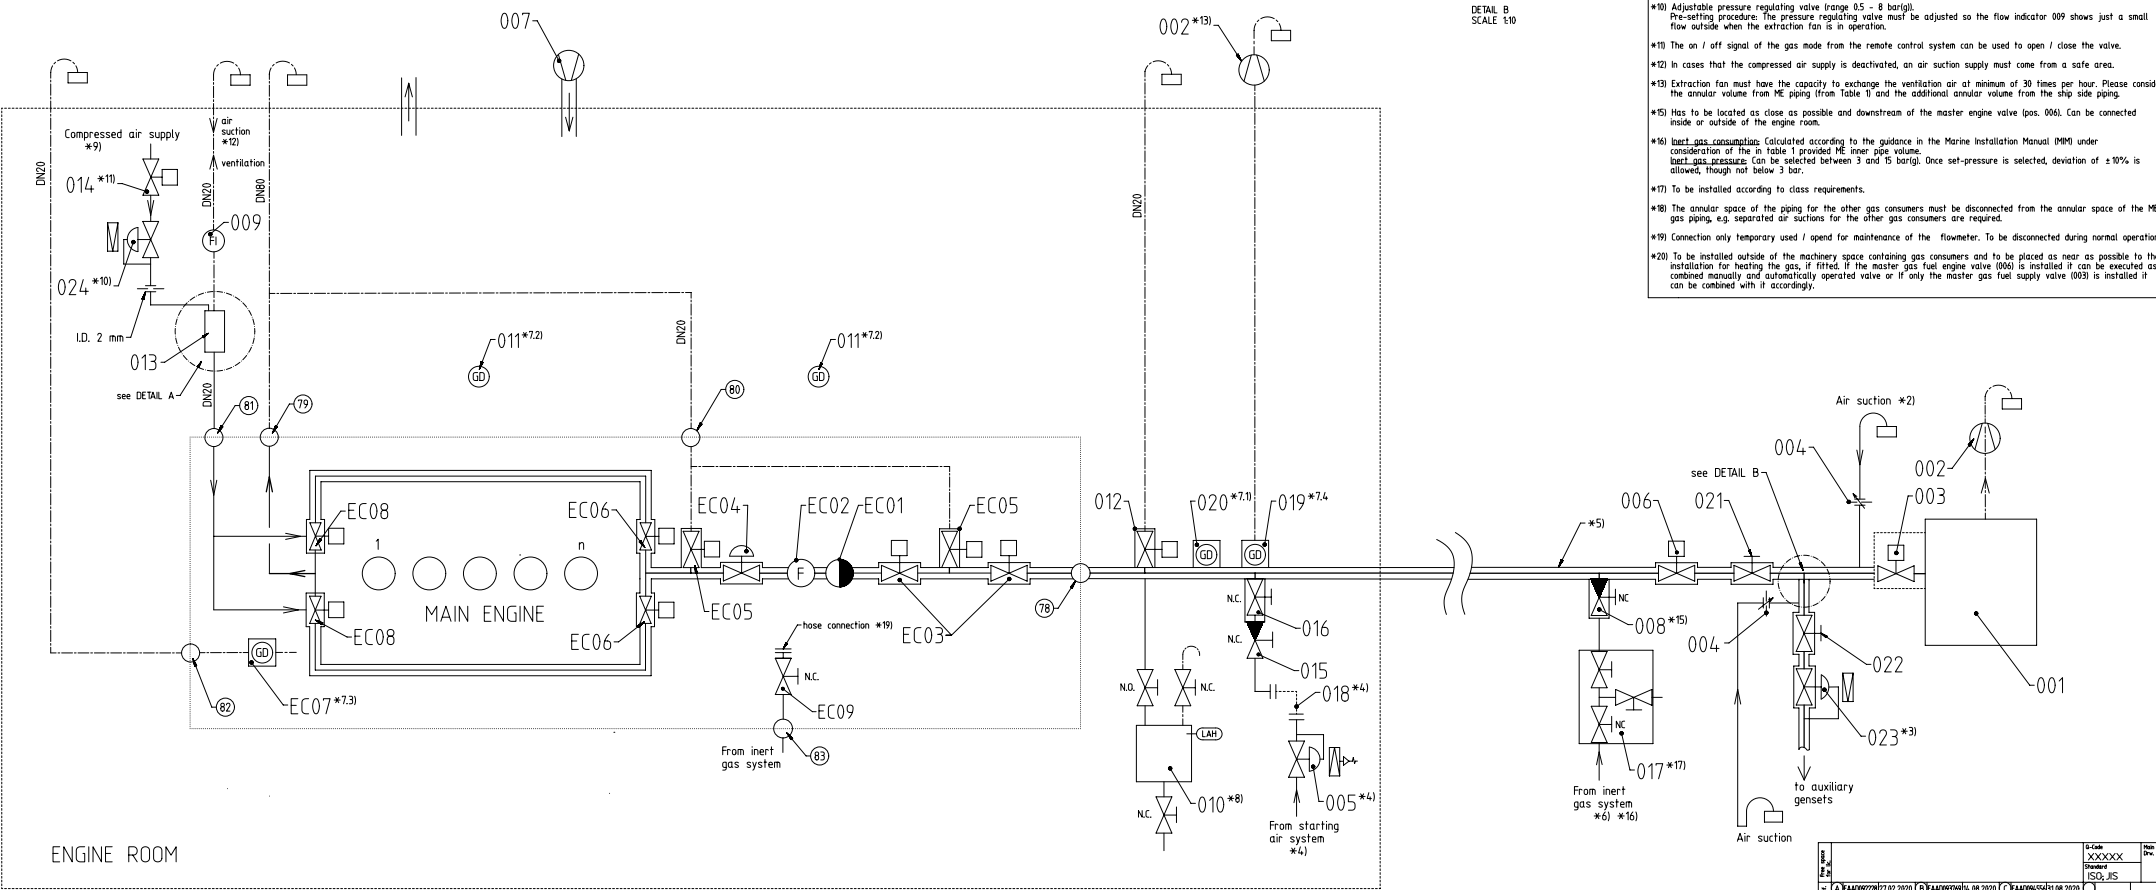 DETAIL B
SCALE 1:10
*10) Adjustable pressure regulating valve (range 0.5 - 8 bar(g)).
Pre-setting procedure: The pressure regulating valve must be adjusted so the flow indicator 009 shows just a small
flow outside when the extraction fan is in operation.
*11) The on / off signal of the gas mode from the remote control system can be used to open / close the valve.
*12) In cases that the compressed air supply is deactivated, an air suction supply must come from a safe area.
*13) Extraction fan must have the capacity to exchange the ventilation air at minimum of 30 times per hour. Please consid
the annular volume from ME piping (from Table 1) and the additional annular volume from the ship side piping.
*15) Has to be located as close as possible and downstream of the master engine valve (pos. 006). Can be connected
inside or outside of the engine room.
*16) Inert gas consumption: Calculated according to the guidance in the Marine Installation Manual (MIM) under
consideration of the in table 1 provided ME inner pipe volume.
Inert gas pressure: Can be selected between 3 and 15 bar(g). Once set-pressure is selected, deviation of ±10% is
allowed, though not below 3 bar.
*17) To be installed according to class requirements.
*18) The annular space of the piping for the other gas consumers must be disconnected from the annular space of the ME
gas piping, e.g. separated air suctions for the other gas consumers are required.
*19) Connection only temporary used / opend for maintenance of the flowmeter. To be disconnected during normal operation
*20) To be installed outside of the machinery space containing gas consumers and to be placed as near as possible to the
installation for heating the gas, if fitted. If the master gas fuel engine valve (006) is installed it can be executed as
combined manually and automatically operated valve or If only the master gas fuel supply valve (003) is installed it
can be combined with it accordingly.
007
002 *13)
Compressed air supply
*9)
air
suction
*12)
ventilation
DN20
DN20
DN80
DN20
014 *11)
009
FI
024 *10)
I.D. 2 mm
013
see DETAIL A
DN20
DN20
011 *7.2)
GD
011 *7.2)
GD
81
79
80
Air suction *2)
004
002
see DETAIL B
003
EC08
EC06
EC04
EC02
EC01
EC05
012
020 *7.1)
019 *7.4
*5)
006
021
GD
GD
1
n
F
MAIN ENGINE
EC08
EC06
EC05
EC03
78
N.C.
016
N.C.
015
NC
008 *15)
004
022
001
hose connection *19)
GD
EC07 *7.3)
82
N.C.
EC09
83
From inert
gas system
N.O.
N.C.
018 *4)
LAH
010 *8)
N.C.
005 *4)
From starting
air system
*4)
NC
017 *17)
From inert
gas system
*6) *16)
023 *3)
to auxiliary
gensets
Air suction
ENGINE ROOM
Free space
for lic.
Q-Code
XXXXX
Main
Drw.
Standard
ISO; JIS
A EAAD092228 27.02.2020 B EAAD093769 14.08.2020 C EAAD094556 31.08.2020